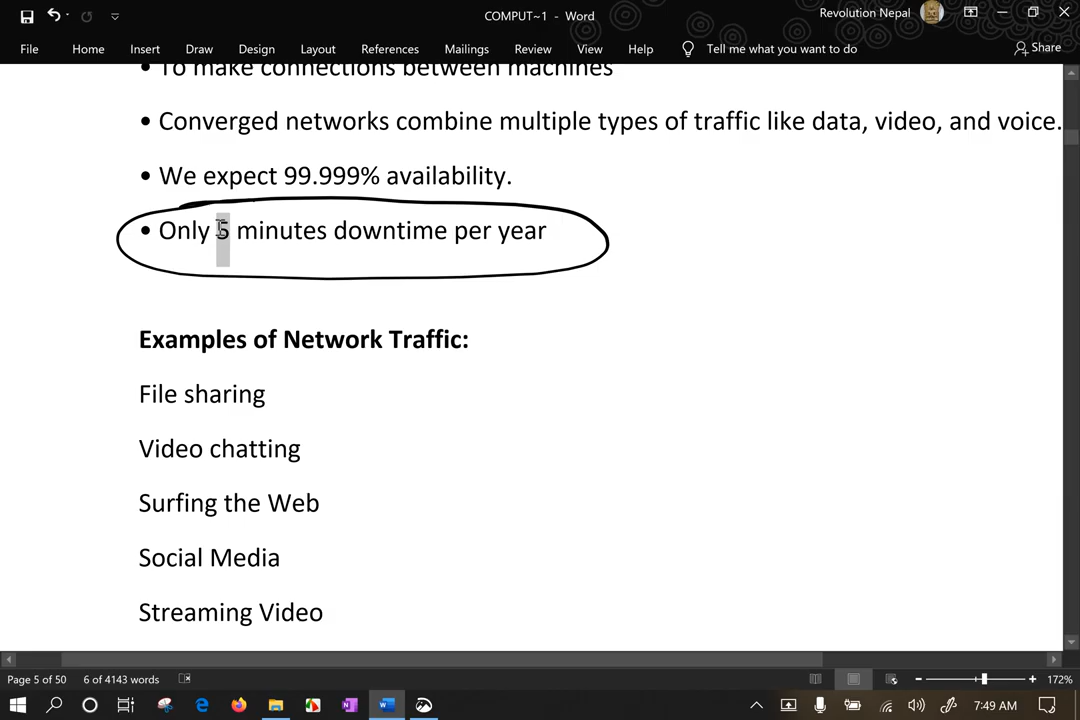 COMPUT~1 - Word
Revolution Nepal
File Home Insert Draw Design Layout References Mailings Review View Help Tell me what you want to do Share
• To make connections between machines
• Converged networks combine multiple types of traffic like data, video, and voice.
• We expect 99.999% availability.
• Only 5 minutes downtime per year
Examples of Network Traffic:
File sharing
Video chatting
Surfing the Web
Social Media
Streaming Video
Page 5 of 50 6 of 4143 words 172%
7:49 AM